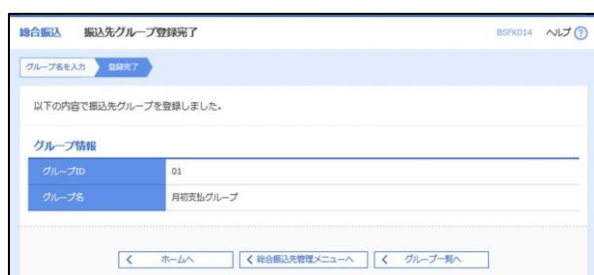 総合振込 振込先グループ登録完了 BSFK014 ヘルプ ?
グループ名を入力 登録完了
以下の内容で振込先グループを登録しました。
グループ情報
グループID 01
グループ名 月初支払グループ
ホームへ 総合振込先管理メニューへ グループ一覧へ